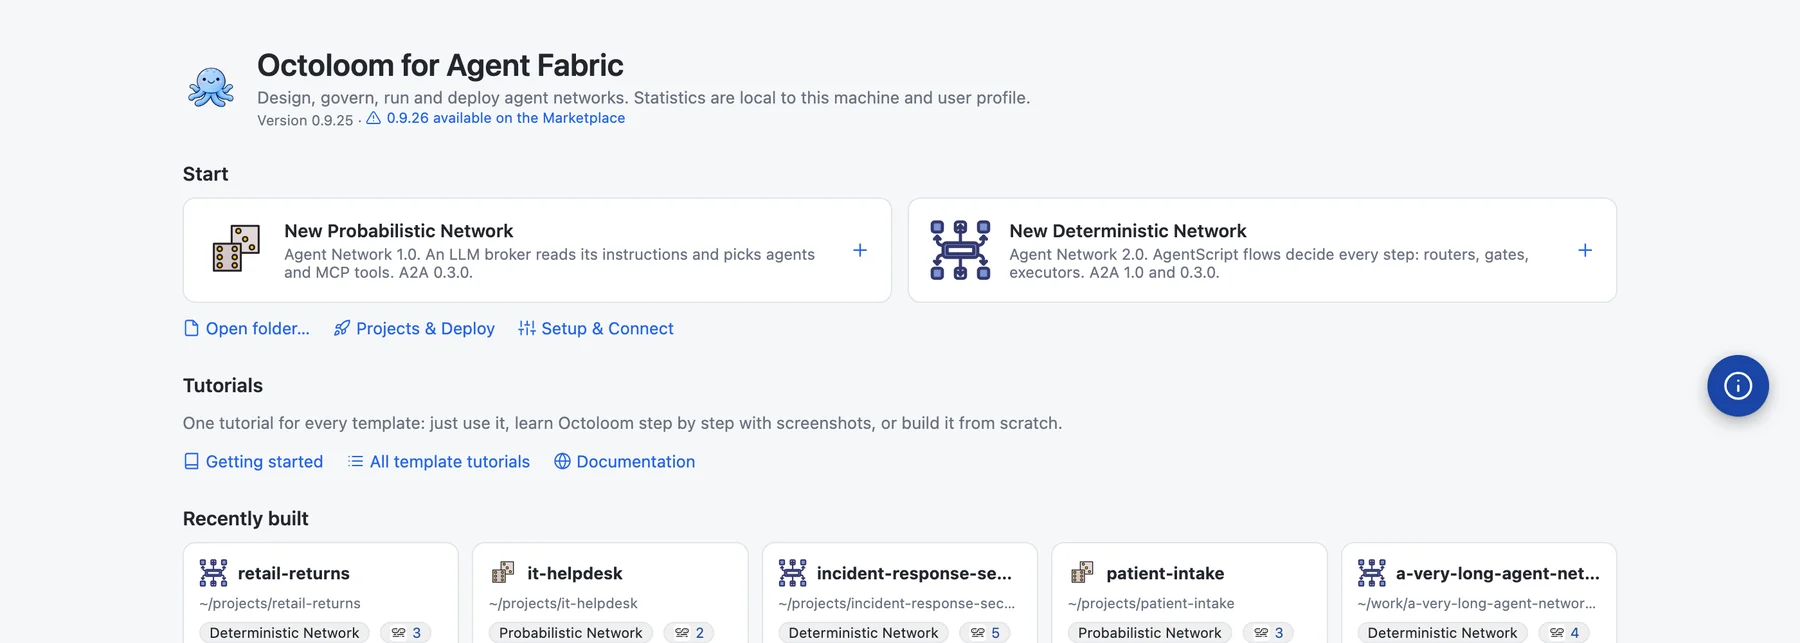 Octoloom for Agent Fabric
Design, govern, run and deploy agent networks. Statistics are local to this machine and user profile.
Version 0.9.25 · 0.9.26 available on the Marketplace
Start
New Probabilistic Network
Agent Network 1.0. An LLM broker reads its instructions and picks agents
and MCP tools. A2A 0.3.0.
New Deterministic Network
Agent Network 2.0. AgentScript flows decide every step: routers, gates,
executors. A2A 1.0 and 0.3.0.
Open folder... Projects & Deploy Setup & Connect
Tutorials
One tutorial for every template: just use it, learn Octoloom step by step with screenshots, or build it from scratch.
Getting started All template tutorials Documentation
Recently built
retail-returns
~/projects/retail-returns
Deterministic Network 3
it-helpdesk
~/projects/it-helpdesk
Probabilistic Network 2
incident-response-se...
~/projects/incident-response-sec...
Deterministic Network 5
patient-intake
~/projects/patient-intake
Probabilistic Network 3
a-very-long-agent-net...
~/work/a-very-long-agent-networ...
Deterministic Network 4